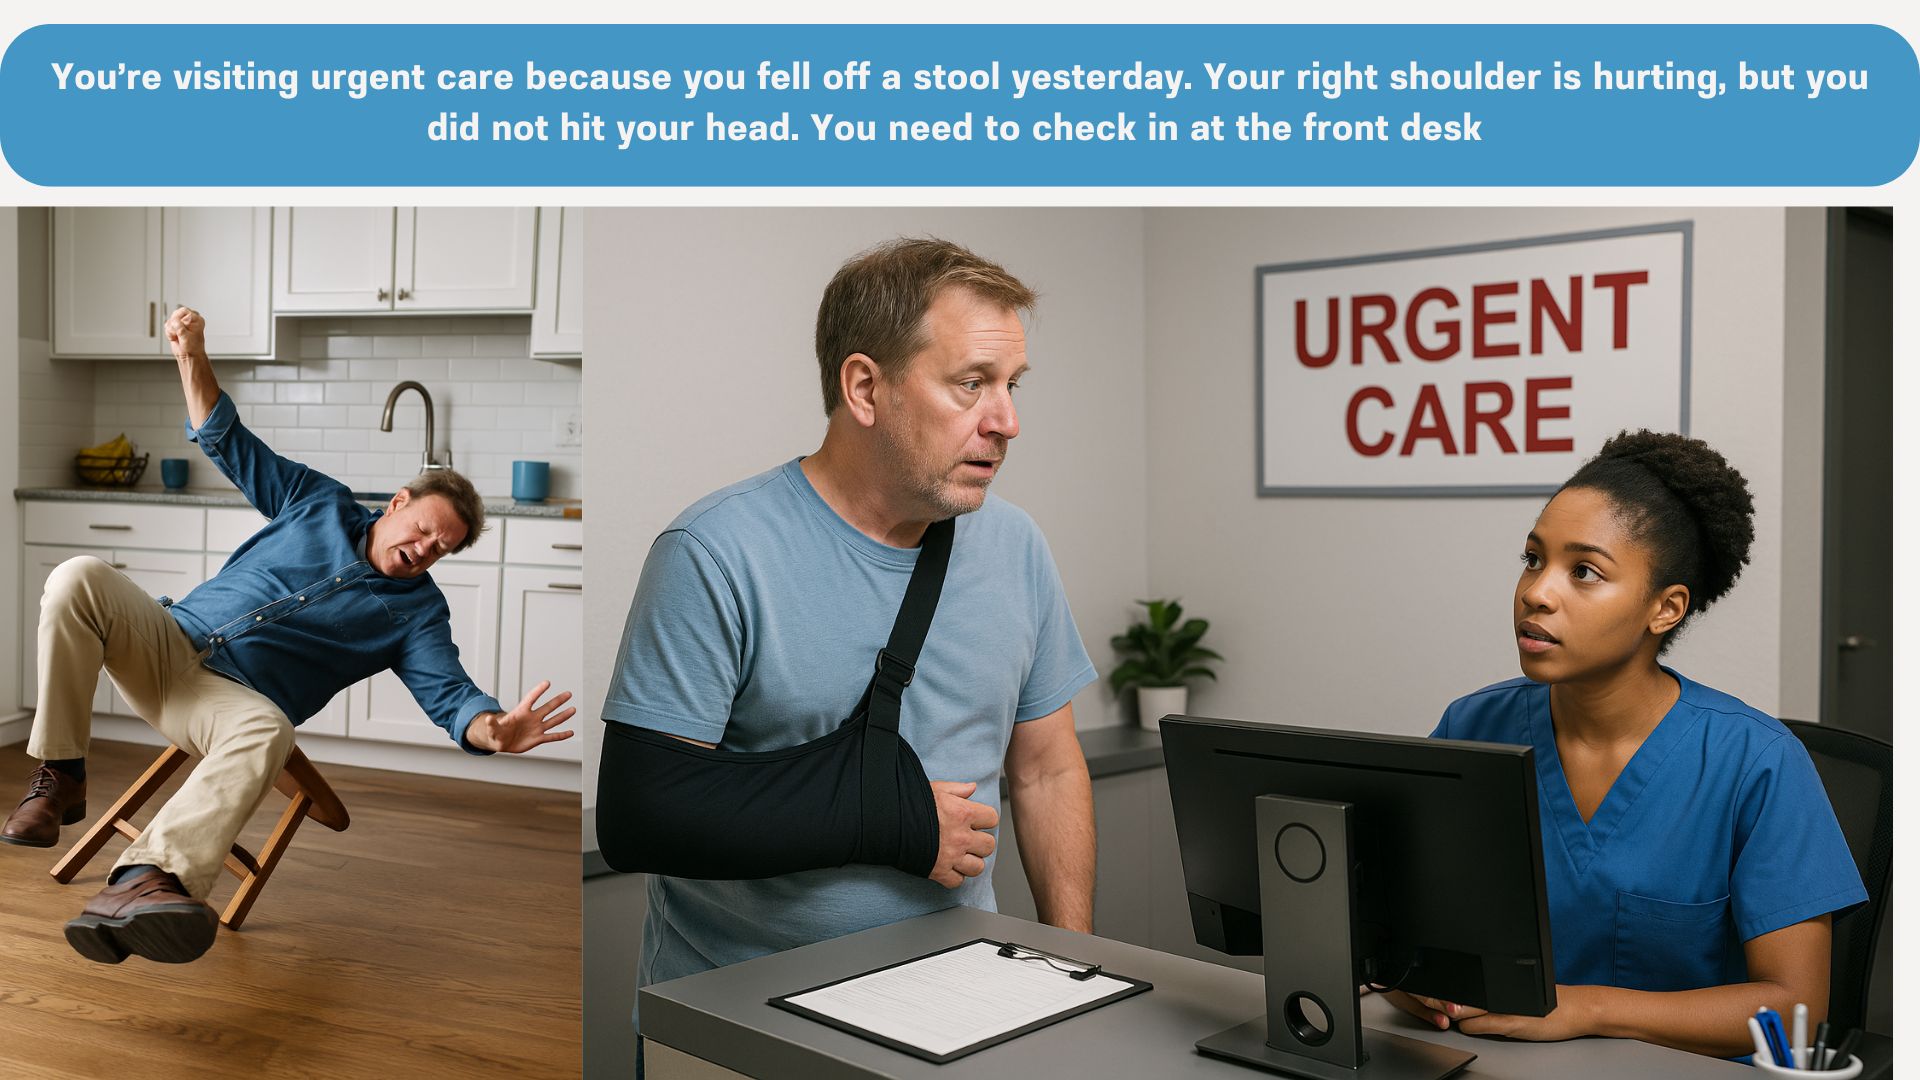 You’re visiting urgent care because you fell off a stool yesterday. Your right shoulder is hurting, but you
did not hit your head. You need to check in at the front desk
URGENT
CARE